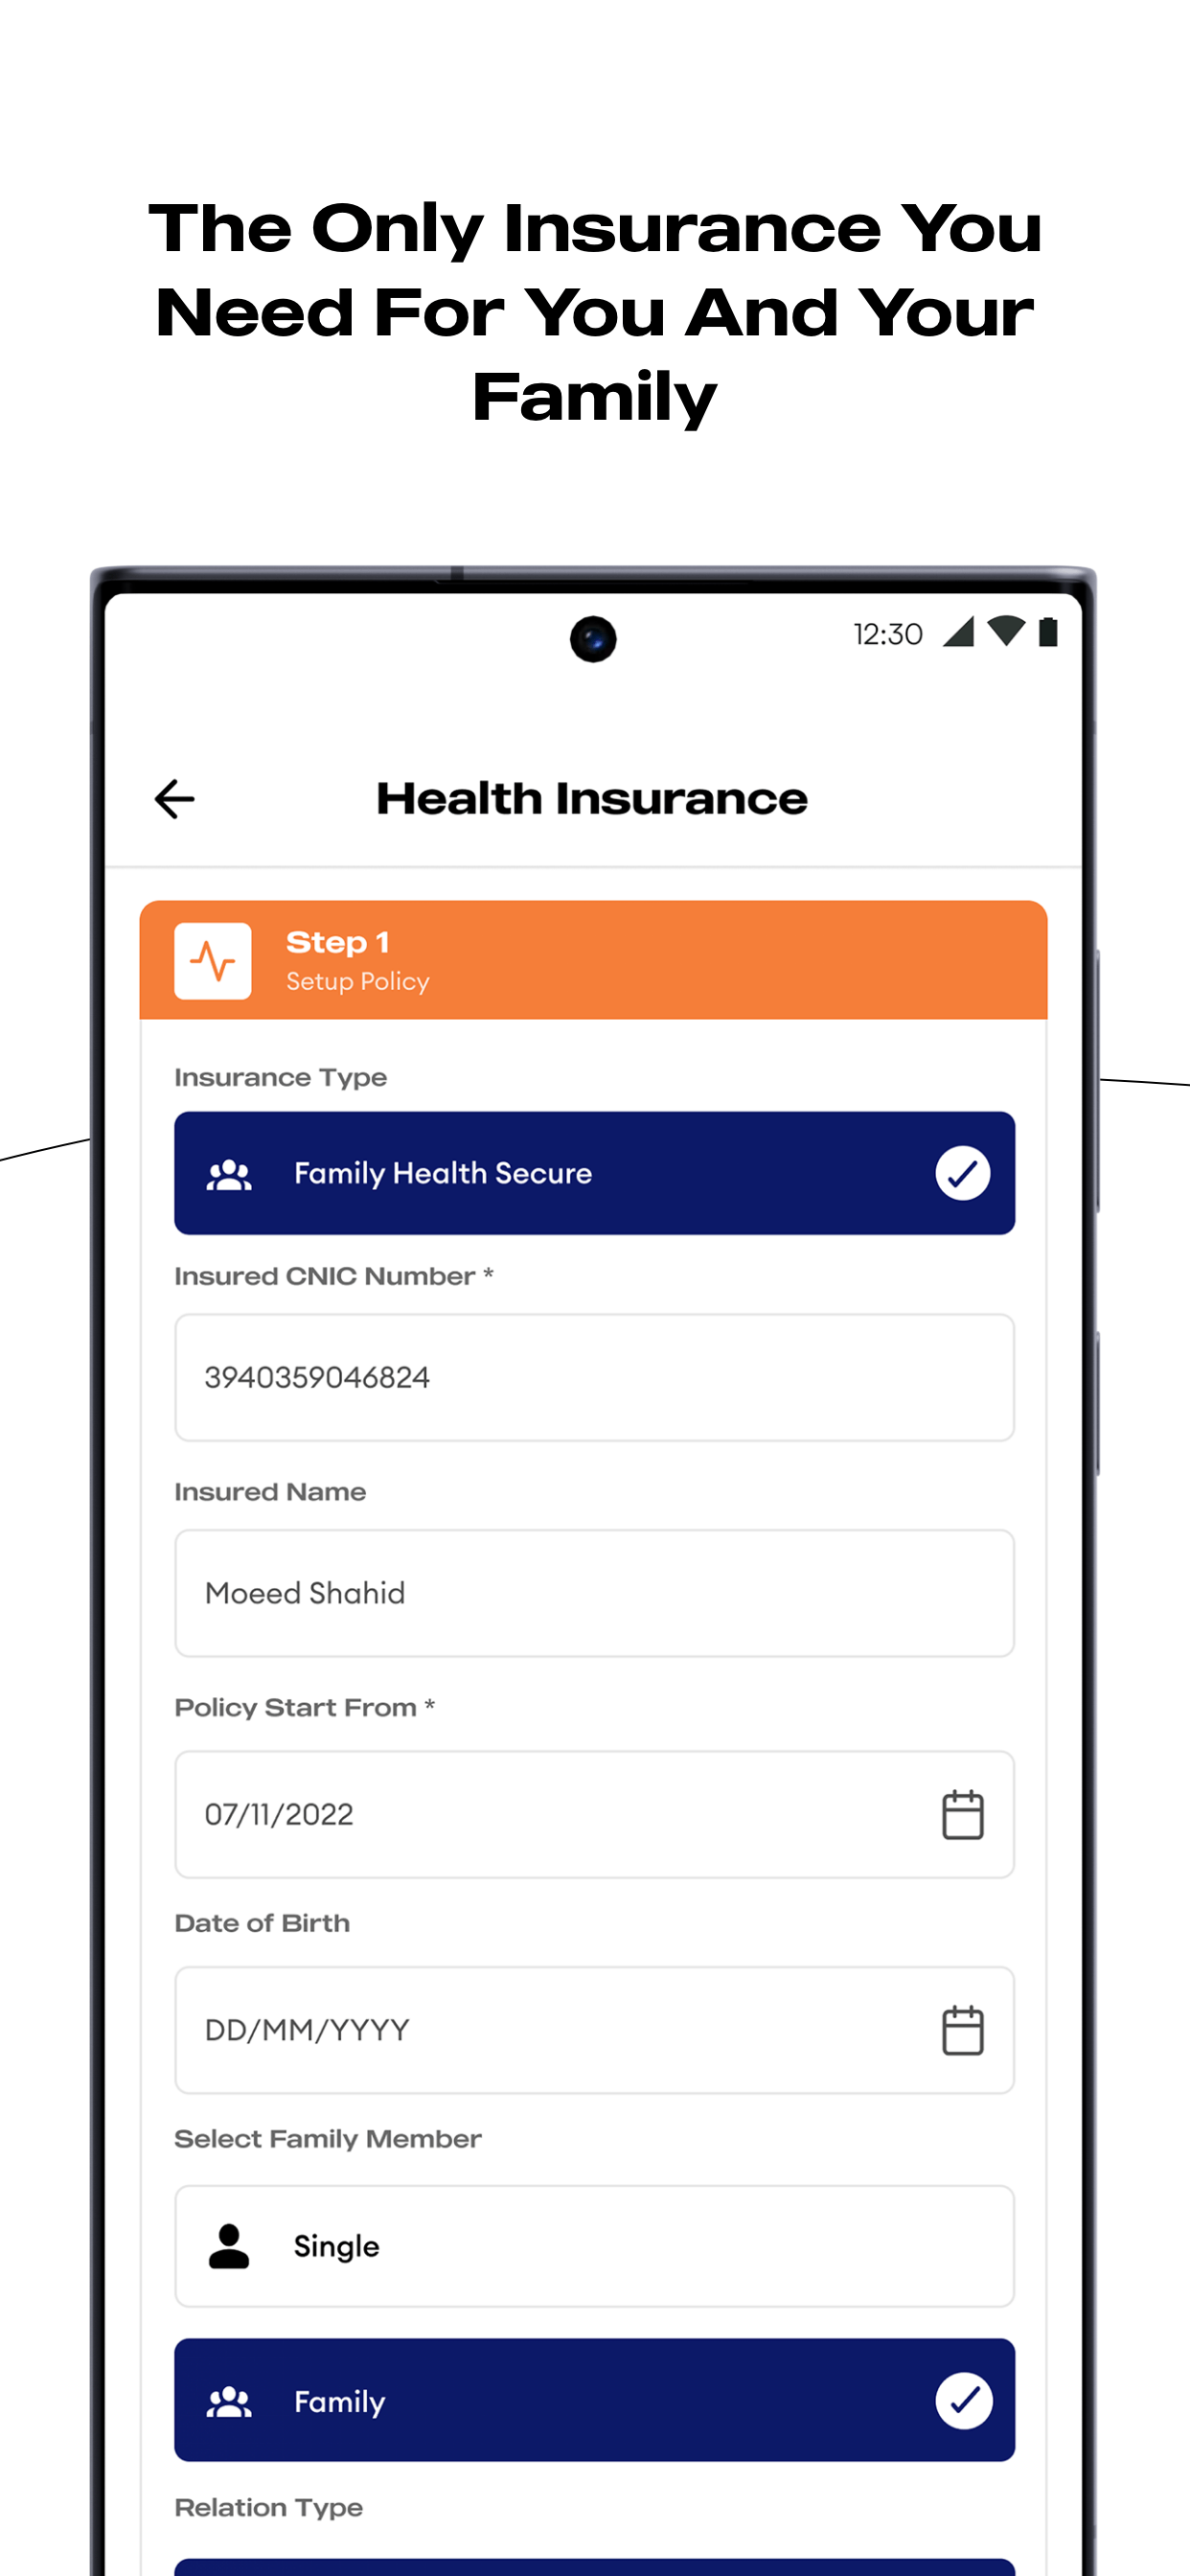 The Only Insurance You
Need For You And Your
Family
12:30
Health Insurance
Step 1
Setup Policy
Insurance Type
Family Health Secure
Insured CNIC Number *
3940359046824
Insured Name
Moeed Shahid
Policy Start From *
07/11/2022
Date of Birth
DD/MM/YYYY
Select Family Member
Single
Family
Relation Type